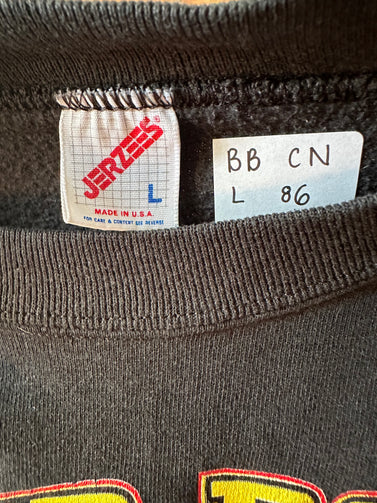 JERZEES®
L
MADE IN U.S.A.
FOR CARE & CONTENT SEE REVERSE
BB CN
L 86